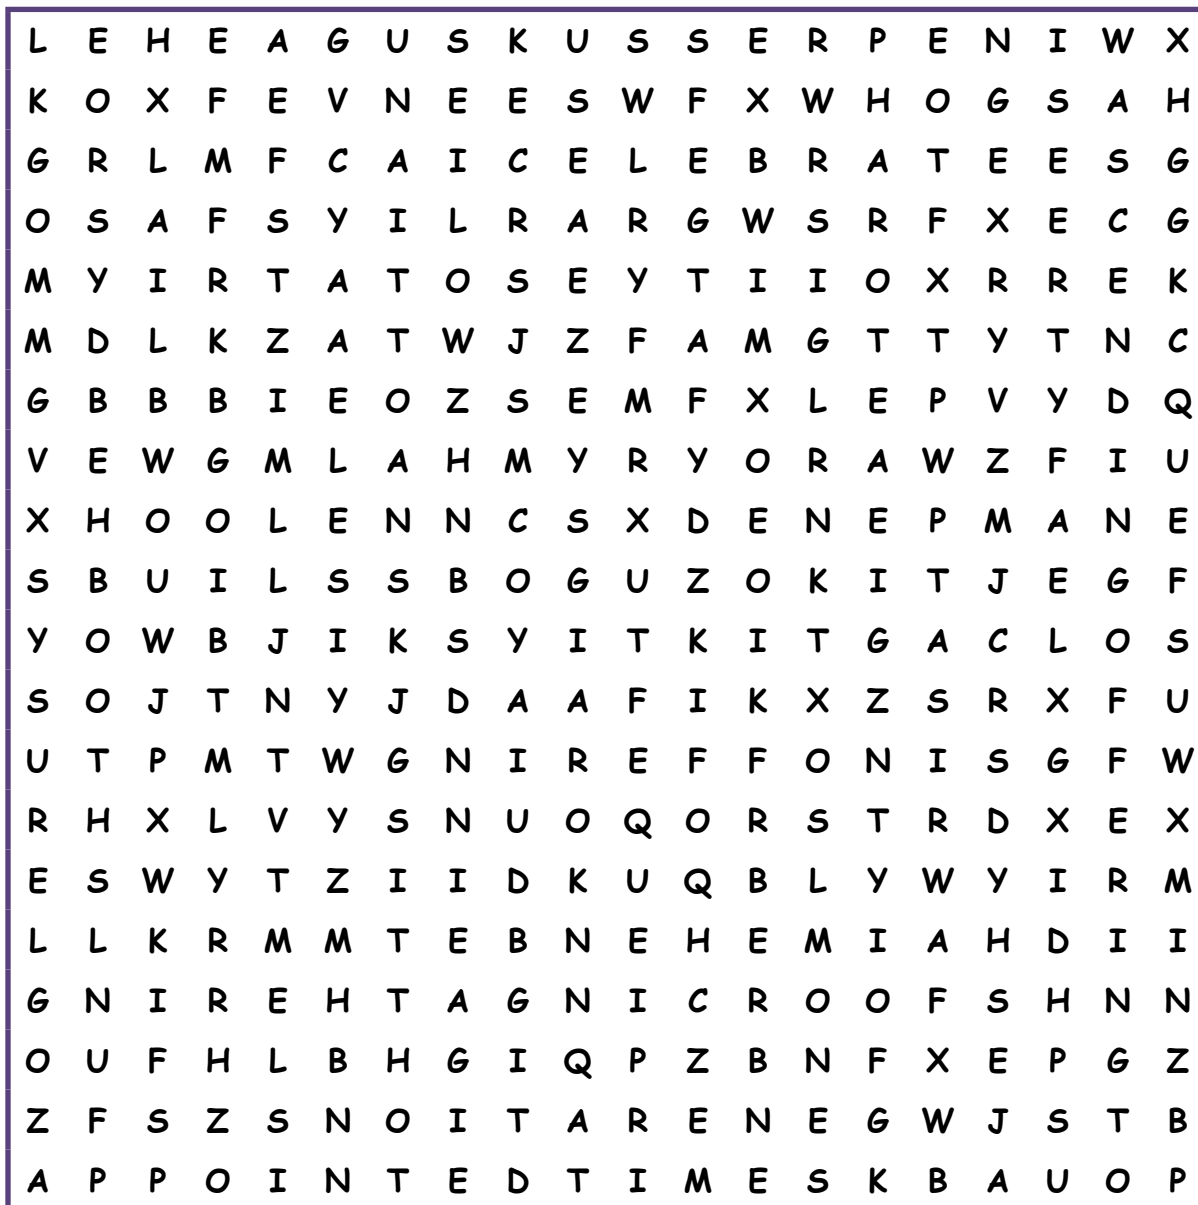 L E H E A G U S K U S S E R P E N I W X
K O X F E V N E E S W F X W H O G S A H
G R L M F C A I C E L E B R A T E E S G
O S A F S Y I L R A R G W S R F X E C G
M Y I R T A T O S E Y T I I O X R R E K
M D L K Z A T W J Z F A M G T T Y T N C
G B B B I E O Z S E M F X L E P V Y D Q
V E W G M L A H M Y R Y O R A W Z F I U
X H O O L E N N C S X D E N E P M A N E
S B U I L S S B O G U Z O K I T J E G F
Y O W B J I K S Y I T K I T G A C L O S
S O J T N Y J D A A F I K X Z S R X F U
U T P M T W G N I R E F F O N I S G F W
R H X L V Y S N U O Q O R S T R D X E X
E S W Y T Z I I D K U Q B L Y W Y I R M
L L K R M M T E B N E H E M I A H D I I
G N I R E H T A G N I C R O O F S H N N
O U F H L B H G I Q P Z B N F X E P G Z
Z F S Z S N O I T A R E N E G W J S T B
A P P O I N T E D T I M E S K B A U O P